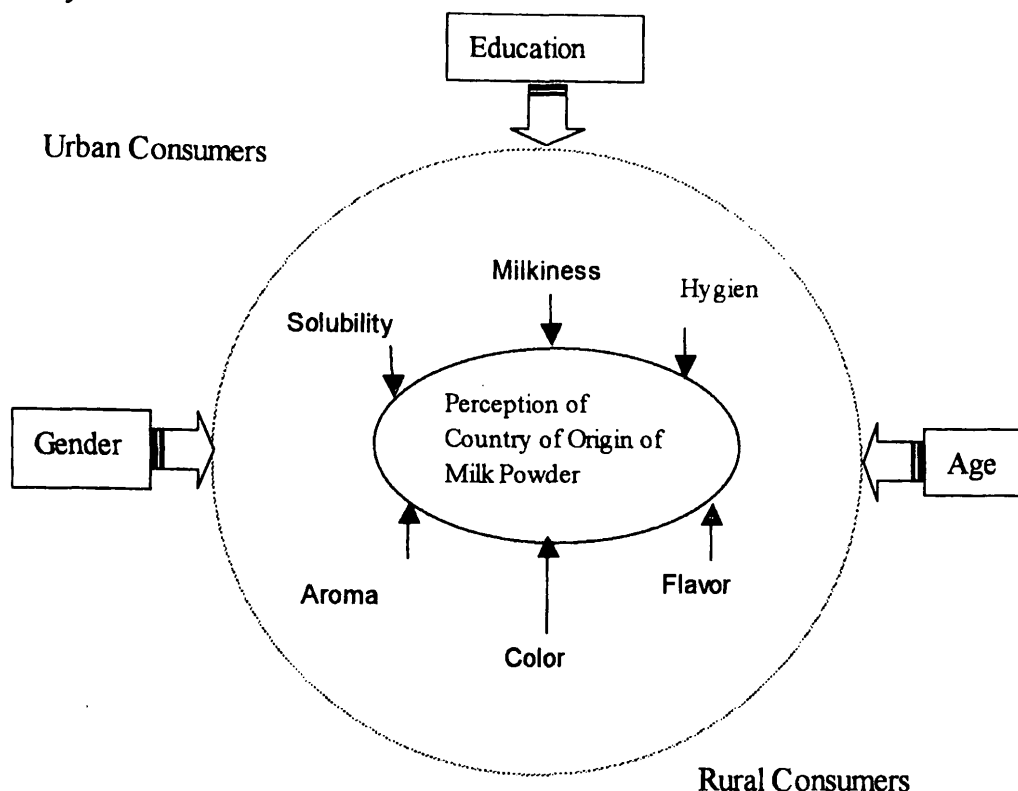 Education
Urban Consumers
Milkiness
Hygien
Solubility
Perception of
Country of Origin of
Milk Powder
Gender
Age
Aroma
Flavor
Color
Rural Consumers